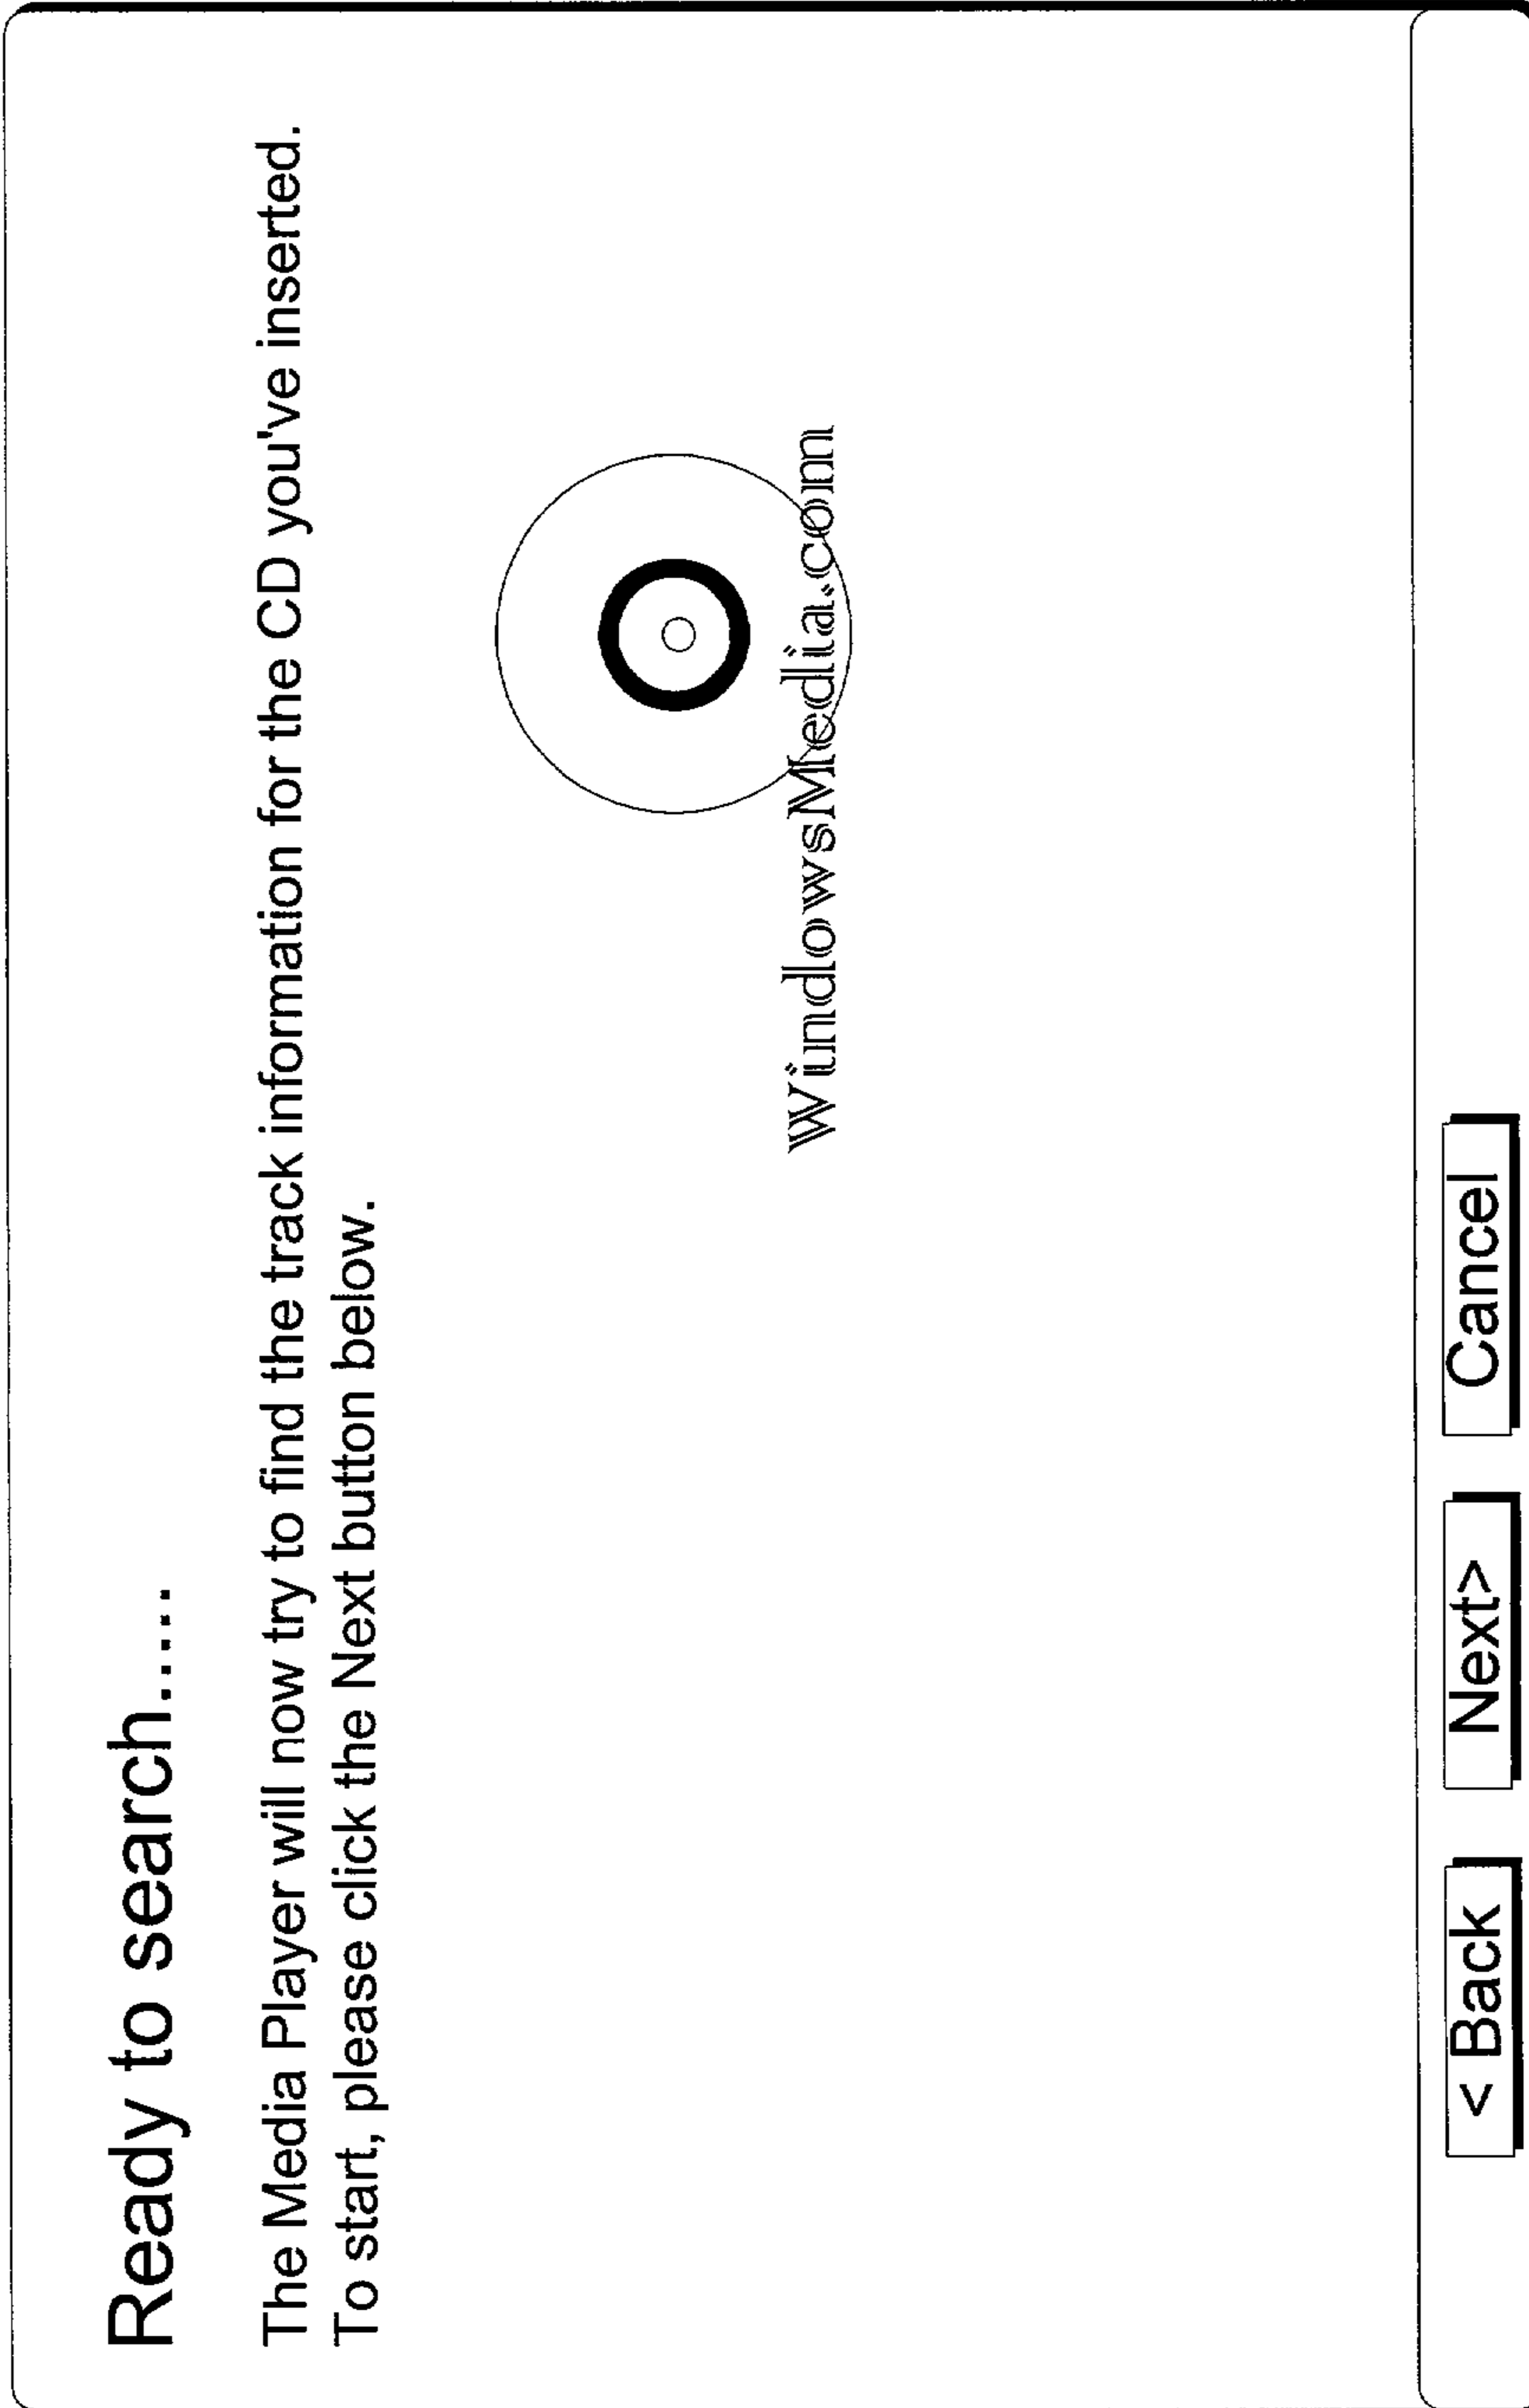 Ready to search.....
The Media Player will now try to find the track information for the CD you've inserted.
To start, please click the Next button below.
WindowsMedia.com
< Back
Next>
Cancel